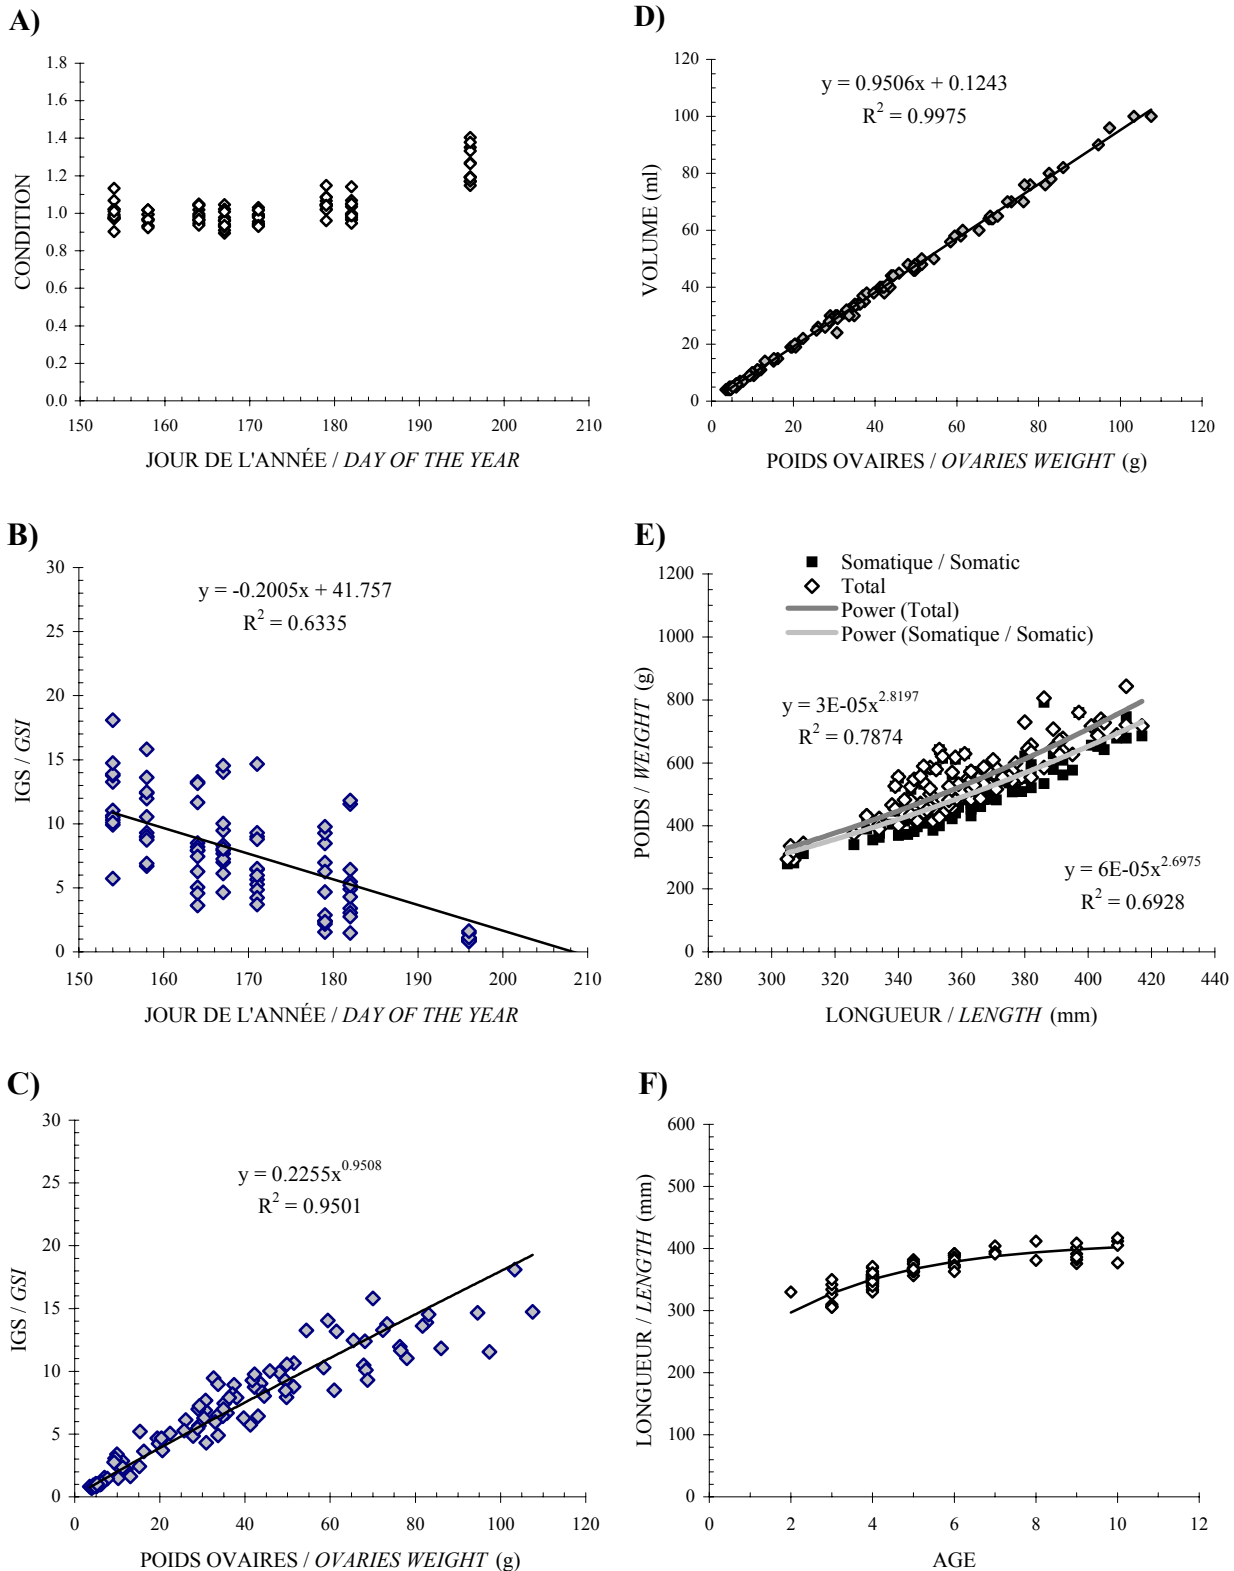 A)
1.8
1.6
1.4
1.2
1.0
0.8
0.6
0.4
0.2
0.0
CONDITION
150 160 170 180 190 200 210
JOUR DE L'ANNÉE / DAY OF THE YEAR
D)
y = 0.9506x + 0.1243
R² = 0.9975
120
100
80
60
40
20
0
VOLUME (ml)
0 20 40 60 80 100 120
POIDS OVAIRES / OVARIES WEIGHT (g)
B)
y = -0.2005x + 41.757
R² = 0.6335
30
25
20
15
10
5
0
IGS / GSI
150 160 170 180 190 200 210
JOUR DE L'ANNÉE / DAY OF THE YEAR
E)
Somatique / Somatic
Total
Power (Total)
Power (Somatique / Somatic)
1200
1000
800
600
400
200
0
POIDS / WEIGHT (g)
y = 3E-05x^2.8197
R² = 0.7874
y = 6E-05x^2.6975
R² = 0.6928
280 300 320 340 360 380 400 420 440
LONGUEUR / LENGTH (mm)
C)
y = 0.2255x^0.9508
R² = 0.9501
30
25
20
15
10
5
0
IGS / GSI
0 20 40 60 80 100 120
POIDS OVAIRES / OVARIES WEIGHT (g)
F)
600
500
400
300
200
100
0
LONGUEUR / LENGTH (mm)
0 2 4 6 8 10 12
AGE